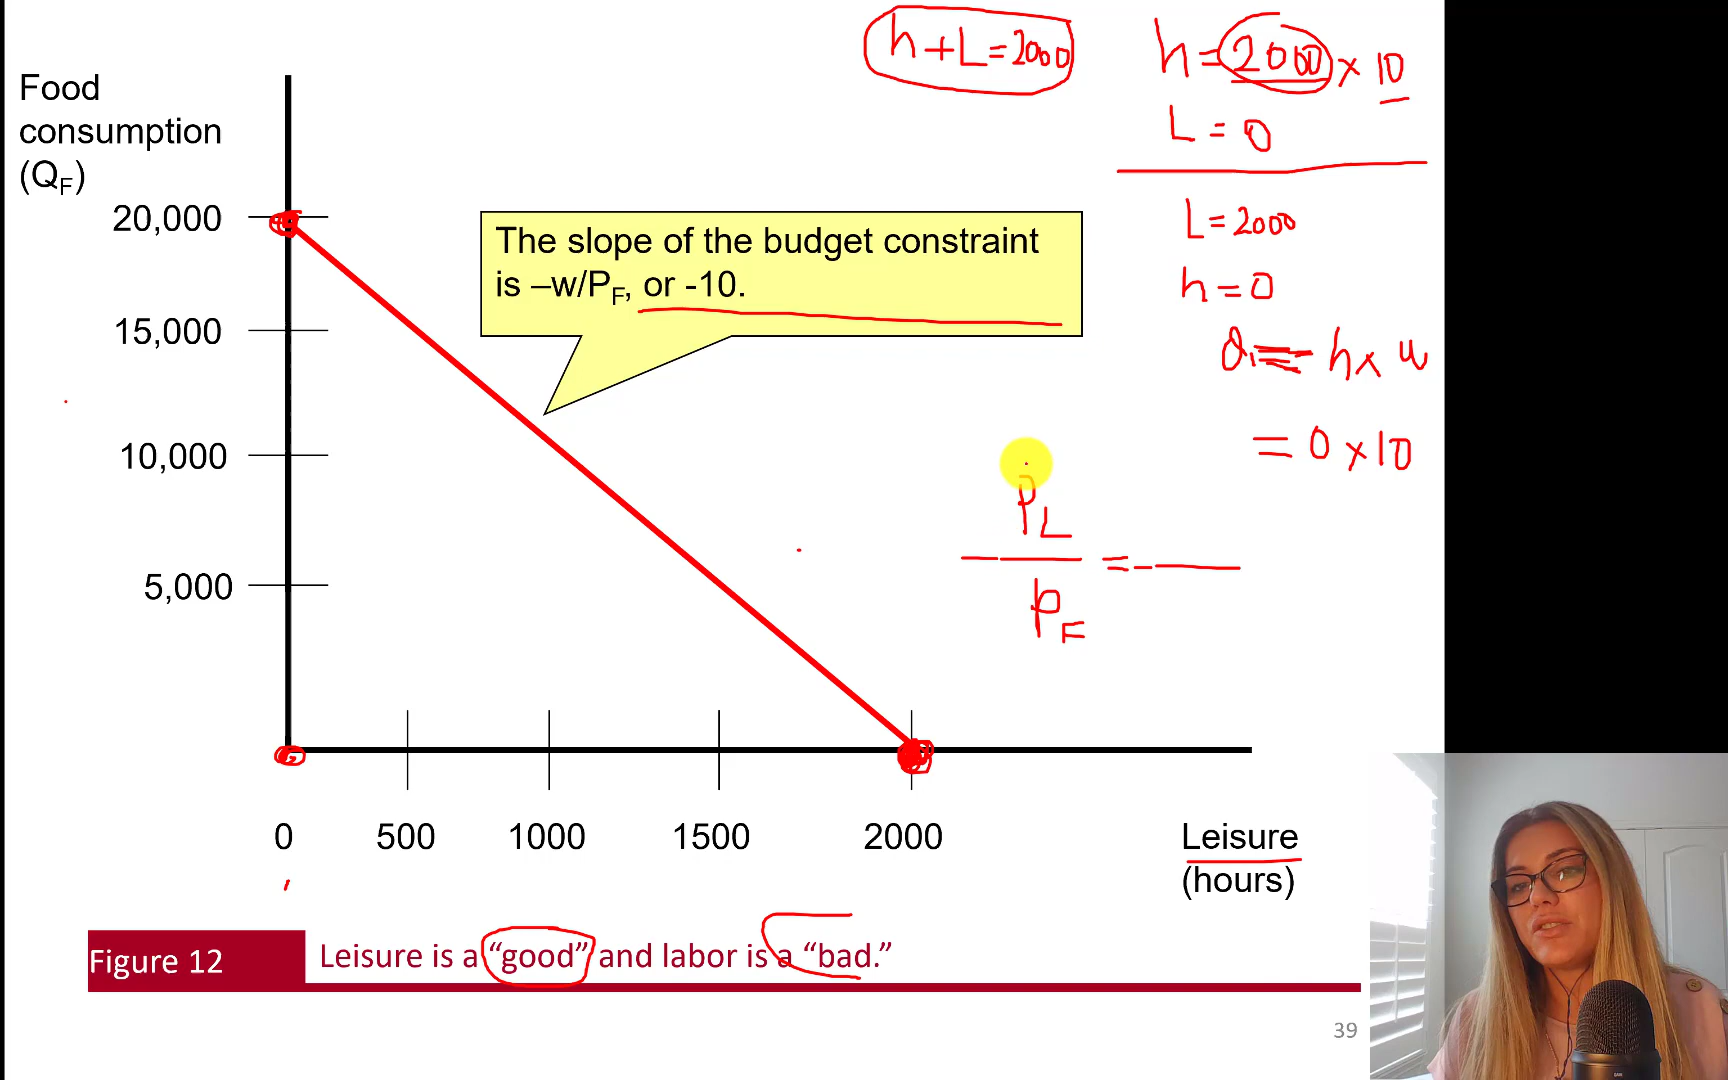 h+L=2000
h=2000 × 10
L=0
L=2000
h=0
= h × w
= 0 × 10
Food
consumption
(QF)
20,000
15,000
10,000
5,000
The slope of the budget constraint
is –w/PF, or -10.
PL
= -
PF
0 500 1000 1500 2000
Leisure
(hours)
Figure 12
Leisure is a “good” and labor is a “bad.”
39